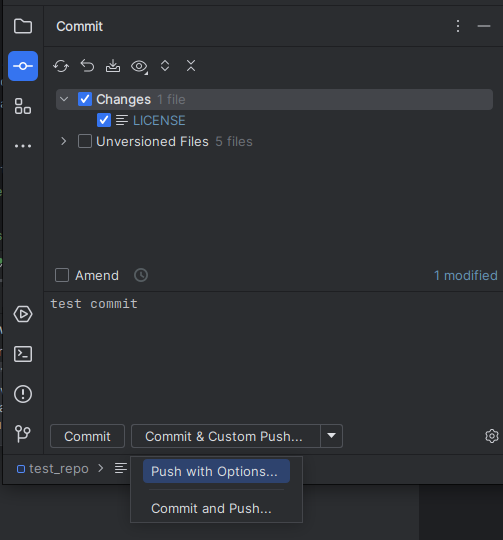 Commit
Changes 1 file
LICENSE
Unversioned Files 5 files
Amend
1 modified
test commit
Commit
Commit & Custom Push...
test_repo
Push with Options...
Commit and Push...